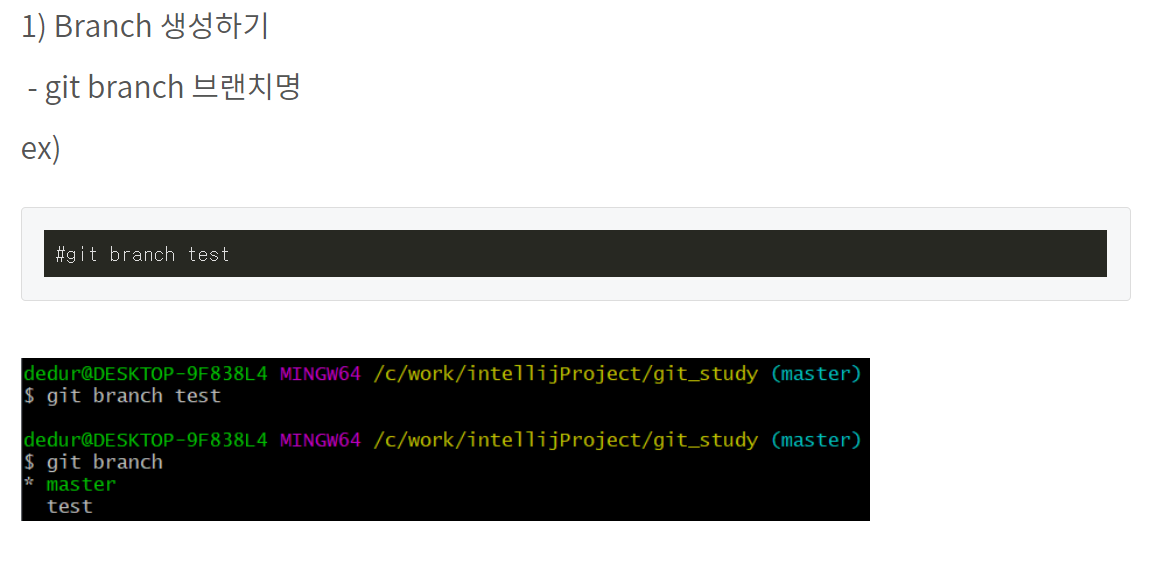 1) Branch 생성하기
- git branch 브랜치명
ex)
#git branch test
dedur@DESKTOP-9F838L4 MINGW64 /c/work/intellijProject/git_study (master)
$ git branch test
dedur@DESKTOP-9F838L4 MINGW64 /c/work/intellijProject/git_study (master)
$ git branch
* master
  test